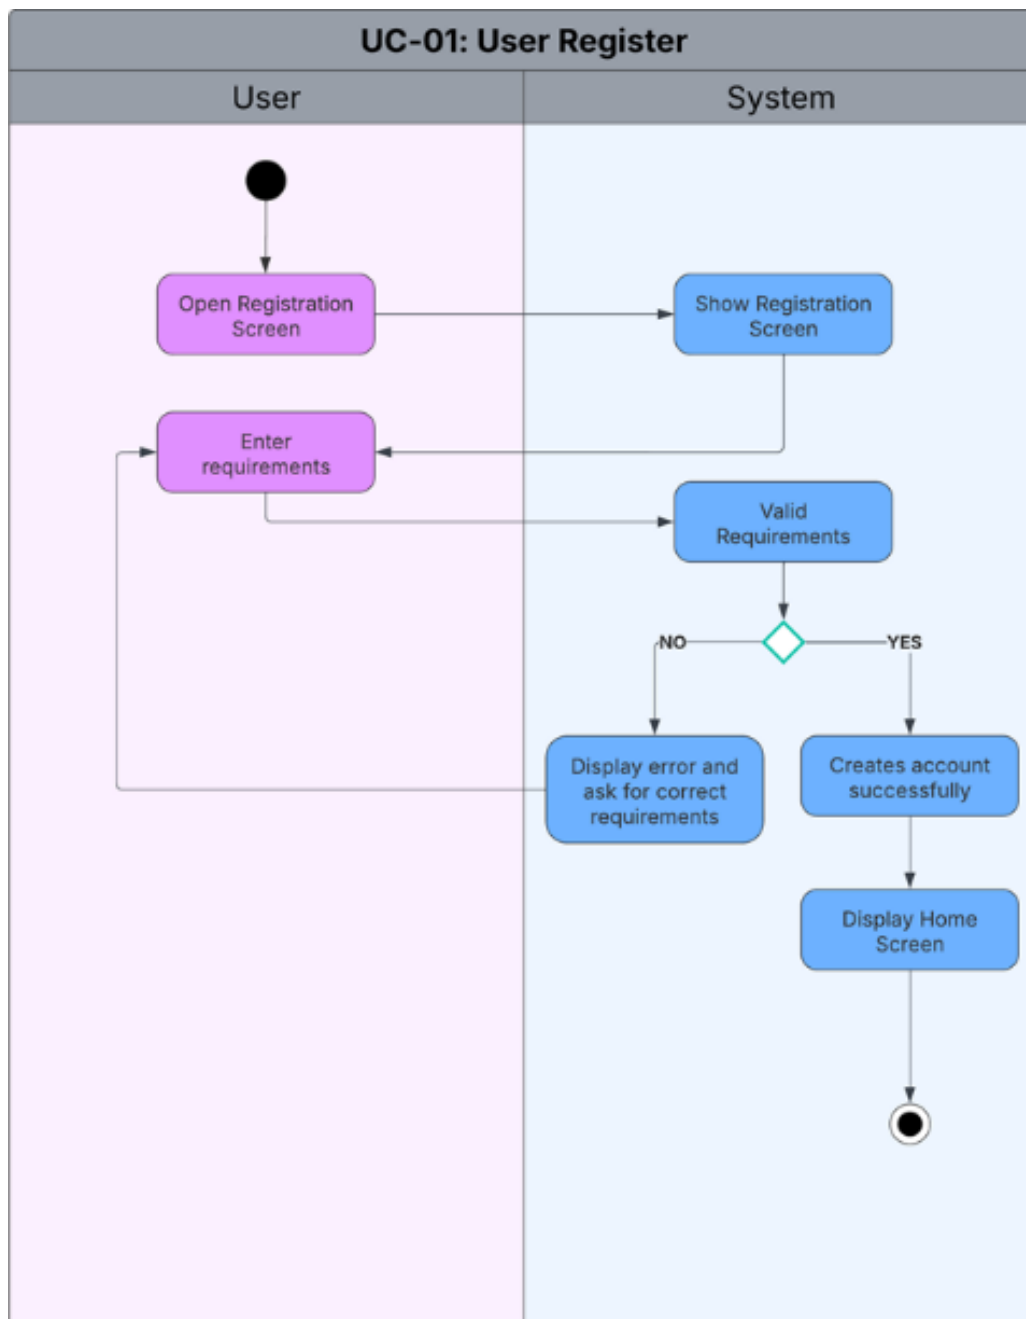 UC-01: User Register
User
System
Open Registration
Screen
Show Registration
Screen
Enter
requirements
Valid
Requirements
NO
YES
Display error and
ask for correct
requirements
Creates account
successfully
Display Home
Screen